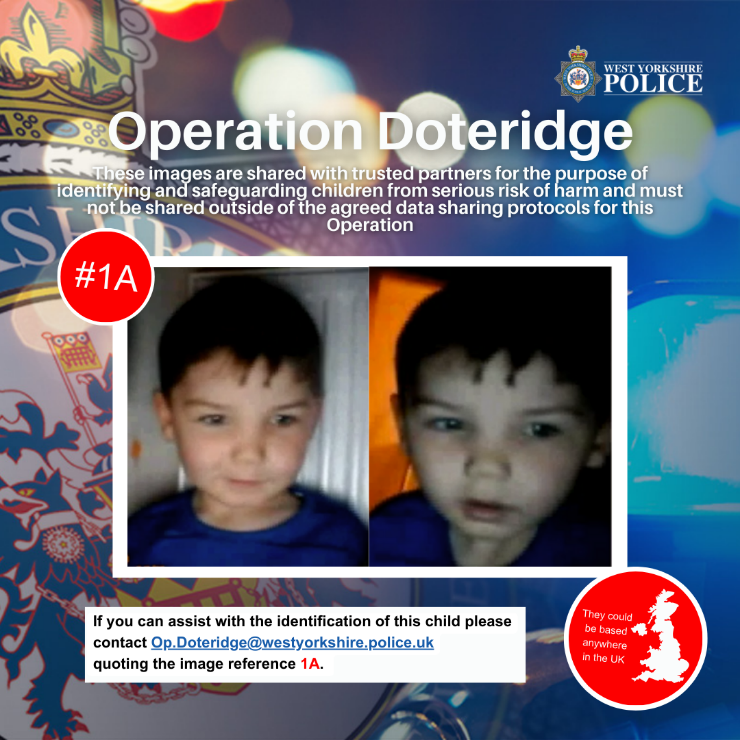 WEST YORKSHIRE
POLICE
Operation Doteridge
These images are shared with trusted partners for the purpose of
identifying and safeguarding children from serious risk of harm and must
not be shared outside of the agreed data sharing protocols for this
Operation
#1A
If you can assist with the identification of this child please
contact Op.Doteridge@westyorkshire.police.uk
quoting the image reference 1A.
They could
be based
anywhere
in the UK